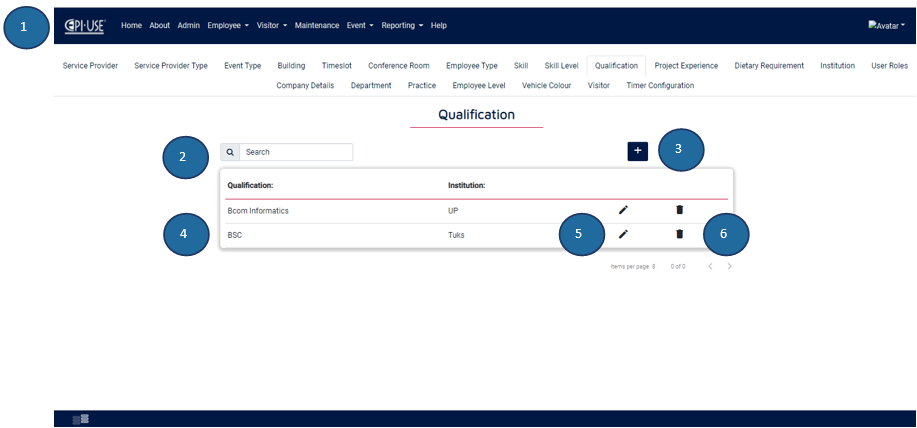 1
EPI-USE Home About Admin Employee Visitor Maintenance Event Reporting Help Avatar
Service Provider Service Provider Type Event Type Building Timeslot Conference Room Employee Type Skill Skill Level Qualification Project Experience Dietary Requirement Institution User Roles
Company Details Department Practice Employee Level Vehicle Colour Visitor Timer Configuration
Qualification
2 Search + 3
Qualification: Institution:
Bcom Informatics UP
4 BSC Tuks 5 6
Items per page: 8 0 of 0